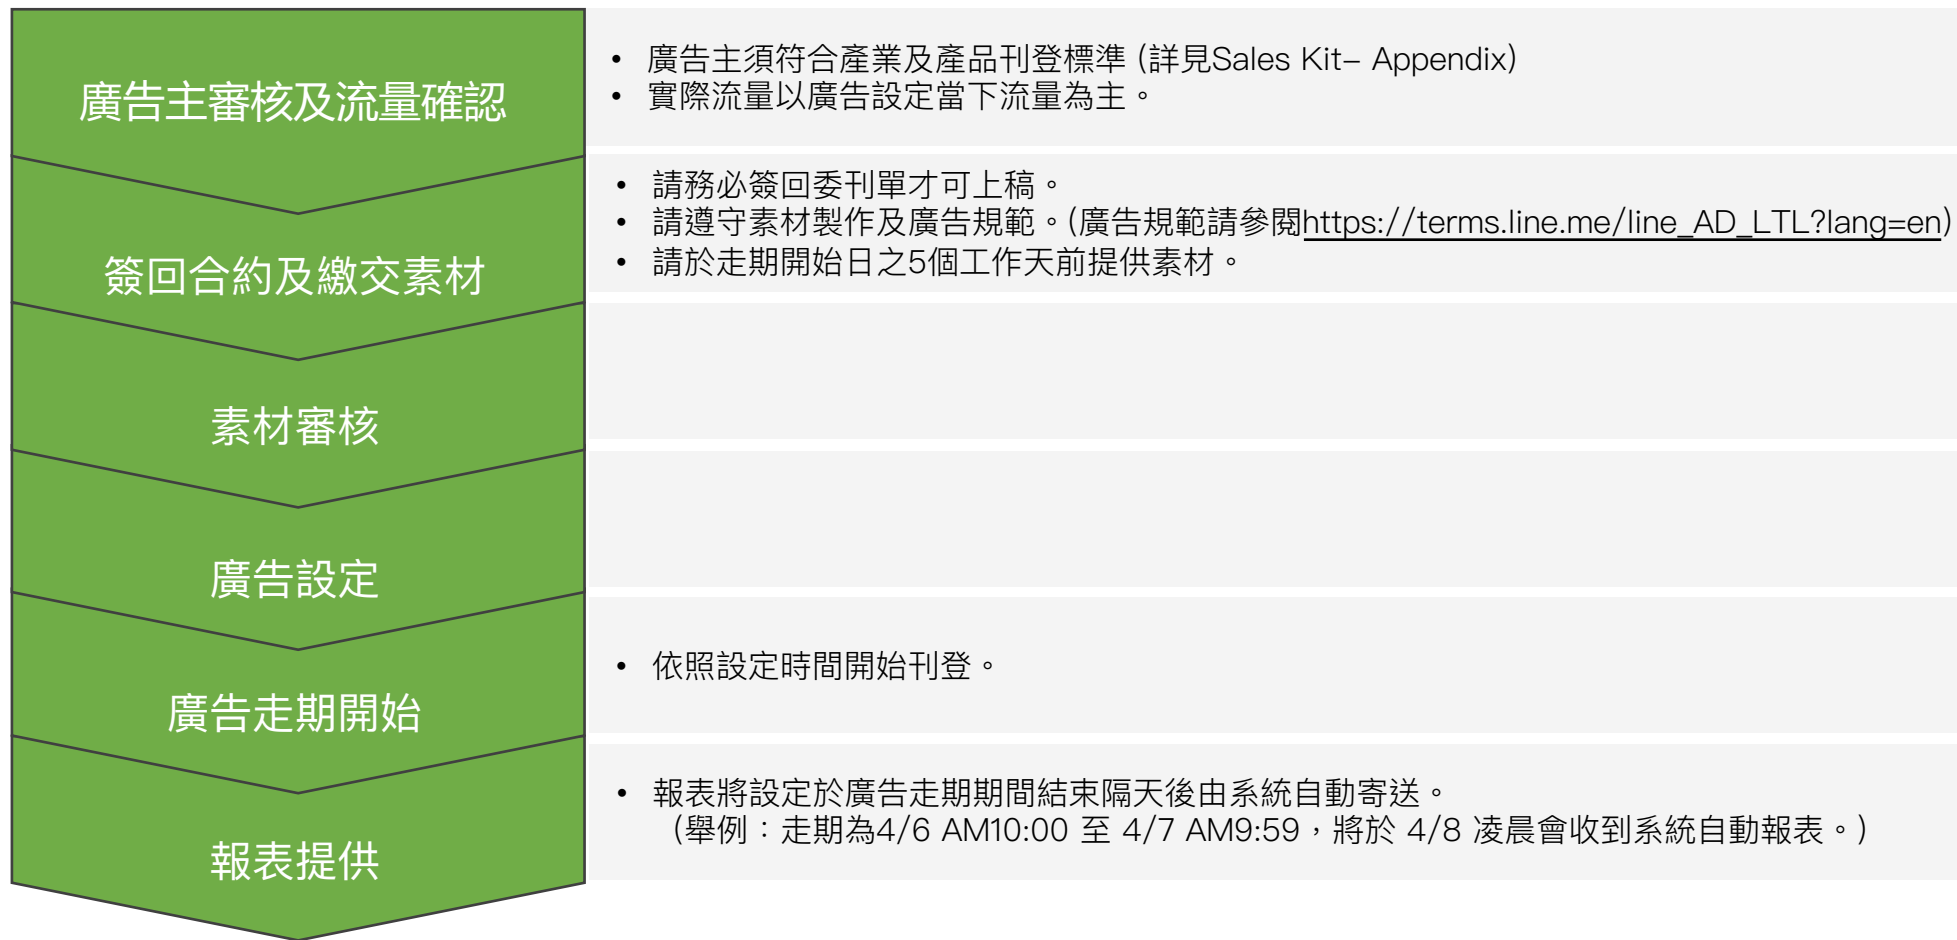 廣告主審核及流量確認
• 廣告主須符合產業及產品刊登標準 (詳見Sales Kit– Appendix)
• 實際流量以廣告設定當下流量為主。
簽回合約及繳交素材
• 請務必簽回委刊單才可上稿。
• 請遵守素材製作及廣告規範。(廣告規範請參閱https://terms.line.me/line_AD_LTL?lang=en)
• 請於走期開始日之5個工作天前提供素材。
素材審核
廣告設定
廣告走期開始
• 依照設定時間開始刊登。
報表提供
• 報表將設定於廣告走期期間結束隔天後由系統自動寄送。
(舉例：走期為4/6 AM10:00 至 4/7 AM9:59，將於 4/8 凌晨會收到系統自動報表。)